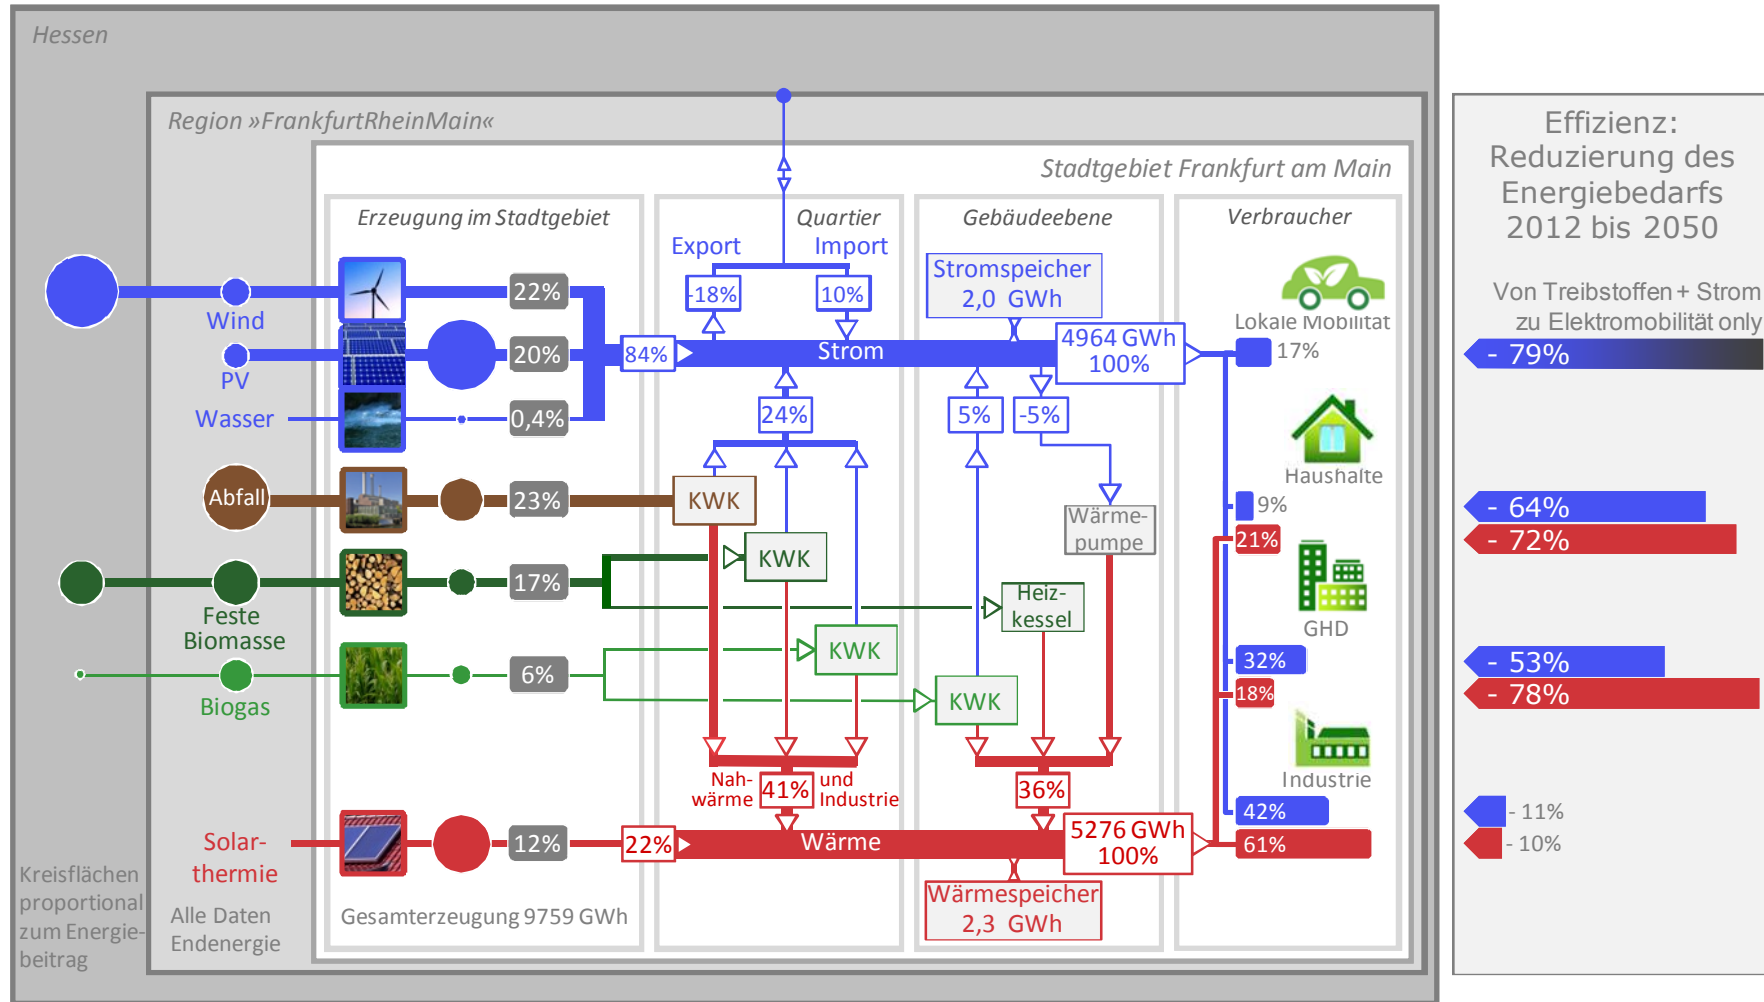 Hessen
Region »FrankfurtRheinMain«
Stadtgebiet Frankfurt am Main
Erzeugung im Stadtgebiet
Quartier
Gebäudeebene
Verbraucher
Export
Import
-18%
10%
Stromspeicher
2,0 GWh
Wind
22%
PV
20%
Wasser
0,4%
84%
Strom
4964 GWh
100%
Lokale Mobilität
17%
24%
5%
-5%
Haushalte
9%
21%
Abfall
23%
KWK
Wärme-
pumpe
Feste
Biomasse
17%
KWK
Heiz-
kessel
GHD
32%
18%
Biogas
6%
KWK
KWK
Nah-
wärme
41%
und
Industrie
36%
Industrie
42%
61%
Solar-
thermie
12%
22%
Wärme
5276 GWh
100%
Wärmespeicher
2,3 GWh
Kreisflächen
proportional
zum Energie-
beitrag
Alle Daten
Endenergie
Gesamterzeugung 9759 GWh
Effizienz:
Reduzierung des
Energiebedarfs
2012 bis 2050
Von Treibstoffen + Strom
zu Elektromobilität only
- 79%
- 64%
- 72%
- 53%
- 78%
- 11%
- 10%